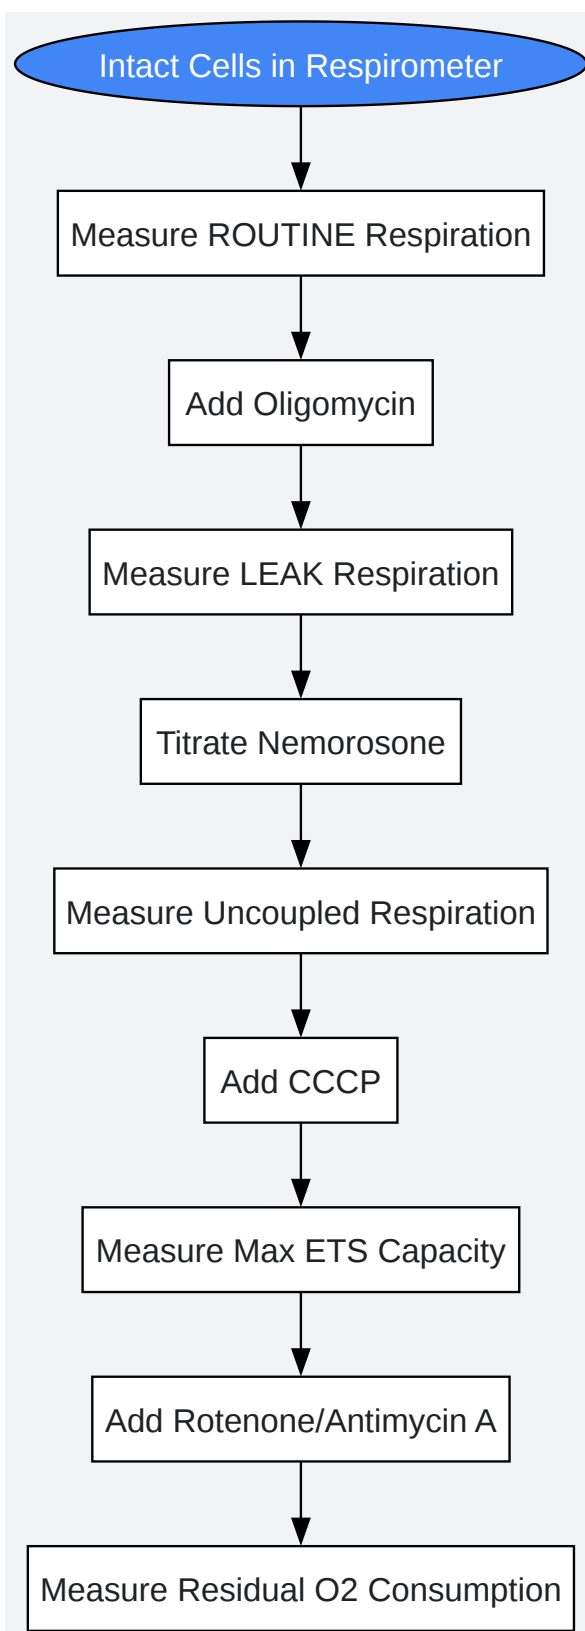 Intact Cells in Respirometer
Measure ROUTINE Respiration
Add Oligomycin
Measure LEAK Respiration
Titrate Nemorosone
Measure Uncoupled Respiration
Add CCCP
Measure Max ETS Capacity
Add Rotenone/Antimycin A
Measure Residual O2 Consumption